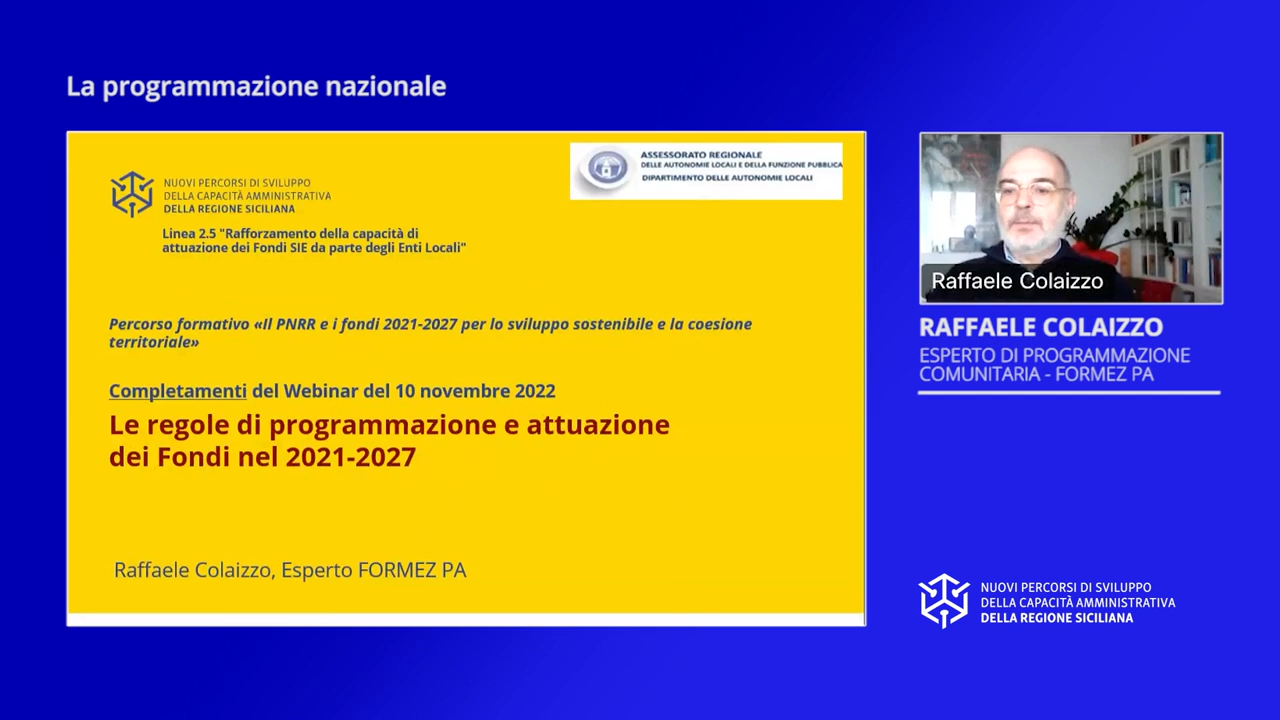 La programmazione nazionale
NUOVI PERCORSI DI SVILUPPO
DELLA CAPACITÀ AMMINISTRATIVA
DELLA REGIONE SICILIANA
ASSESSORATO REGIONALE
DELLE AUTONOMIE LOCALI E DELLA FUNZIONE PUBBLICA
DIPARTIMENTO DELLE AUTONOMIE LOCALI
Linea 2.5 "Rafforzamento della capacità di
attuazione dei Fondi SIE da parte degli Enti Locali"
Percorso formativo «Il PNRR e i fondi 2021-2027 per lo sviluppo sostenibile e la coesione
territoriale»
Completamenti del Webinar del 10 novembre 2022
Le regole di programmazione e attuazione
dei Fondi nel 2021-2027
Raffaele Colaizzo, Esperto FORMEZ PA
Raffaele Colaizzo
RAFFAELE COLAIZZO
ESPERTO DI PROGRAMMAZIONE
COMUNITARIA - FORMEZ PA
NUOVI PERCORSI DI SVILUPPO
DELLA CAPACITÀ AMMINISTRATIVA
DELLA REGIONE SICILIANA